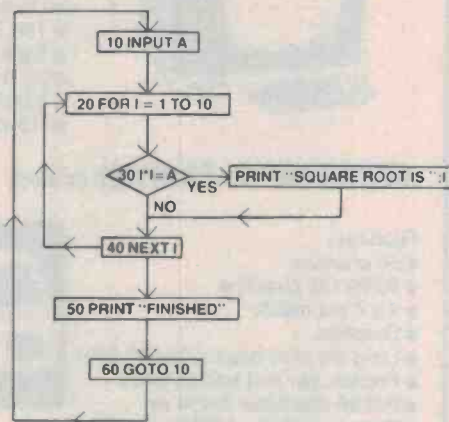 10 INPUT A
20 FOR I = 1 TO 10
30 I*I = A
YES
PRINT "SQUARE ROOT IS ";I
NO
40 NEXT I
50 PRINT "FINISHED"
60 GOTO 10